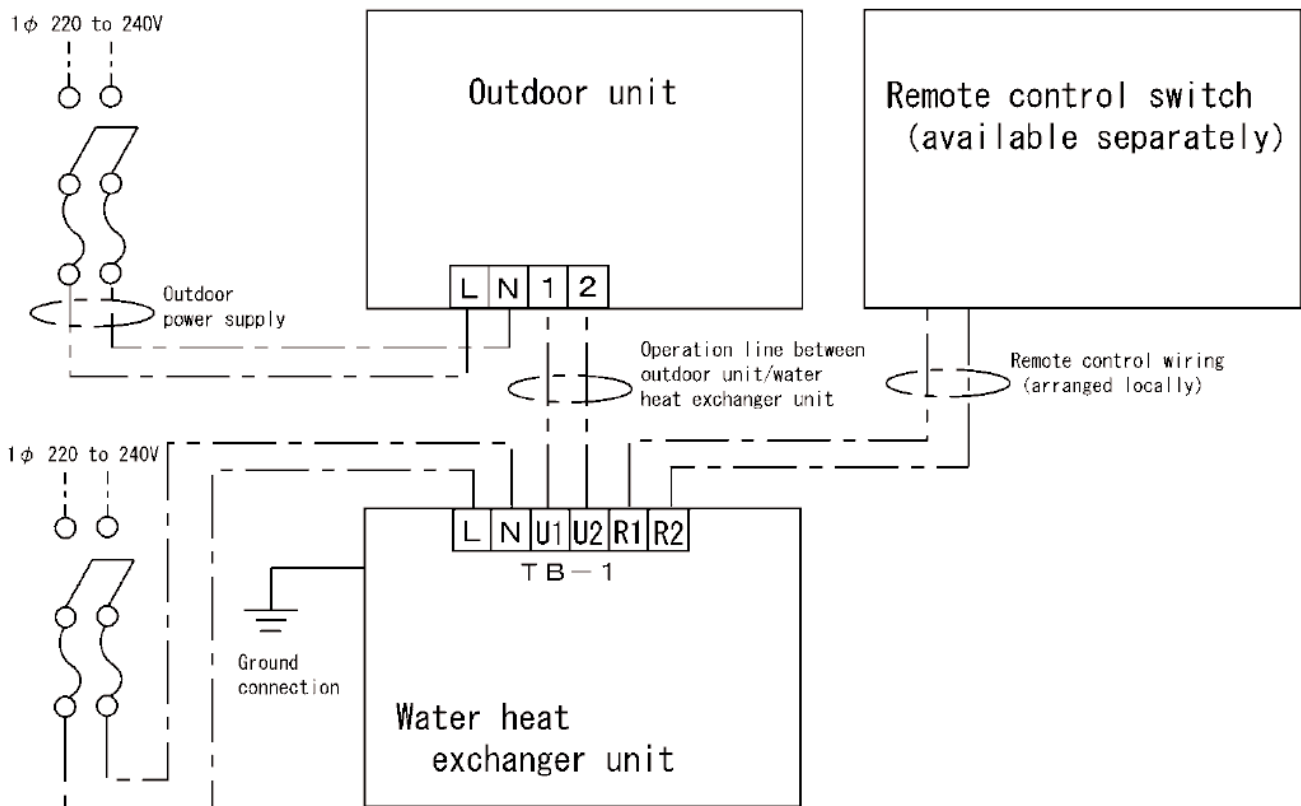 1φ 220 to 240V
Outdoor unit
Remote control switch
(available separately)
L N 1 2
Outdoor
power supply
Operation line between
outdoor unit/water
heat exchanger unit
Remote control wiring
(arranged locally)
1φ 220 to 240V
L N U1 U2 R1 R2
TB-1
Ground
connection
Water heat
exchanger unit